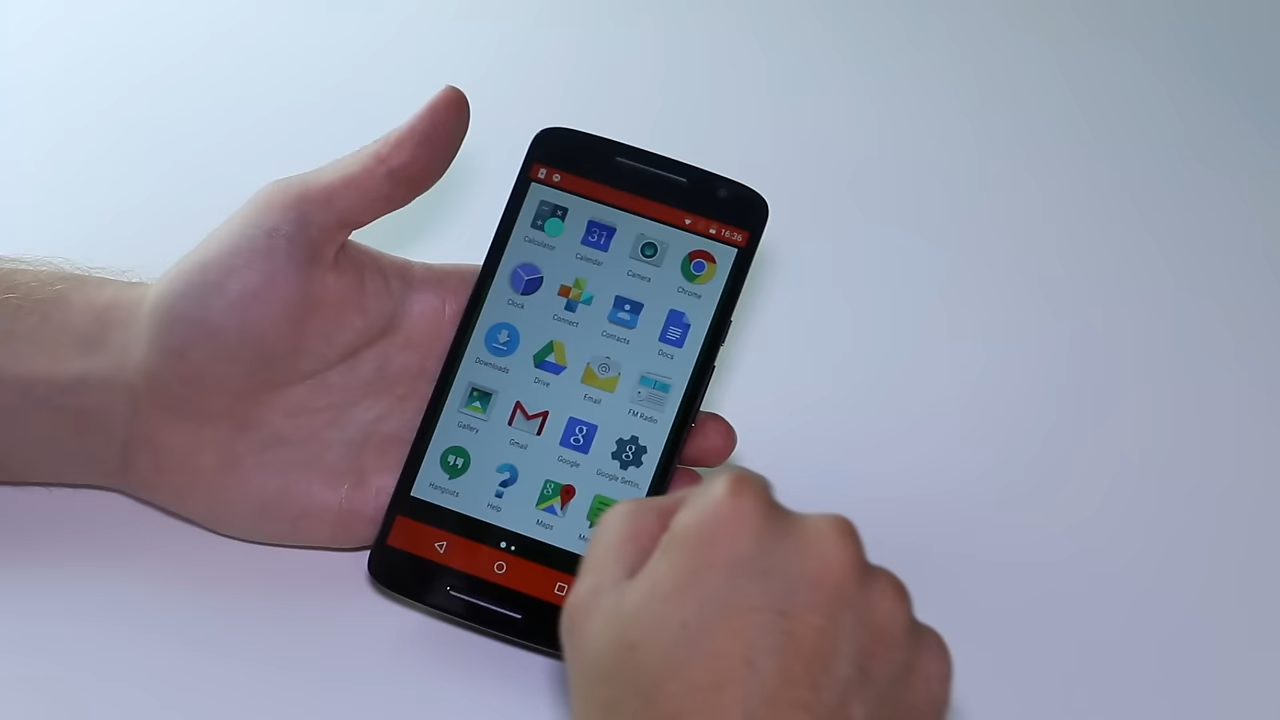 16:36
31
Calculator
Calendar
Camera
Chrome
Clock
Connect
Contacts
Docs
Downloads
Drive
Email
FM Radio
Gallery
Gmail
Google
Google Settin..
Hangouts
Help
Maps